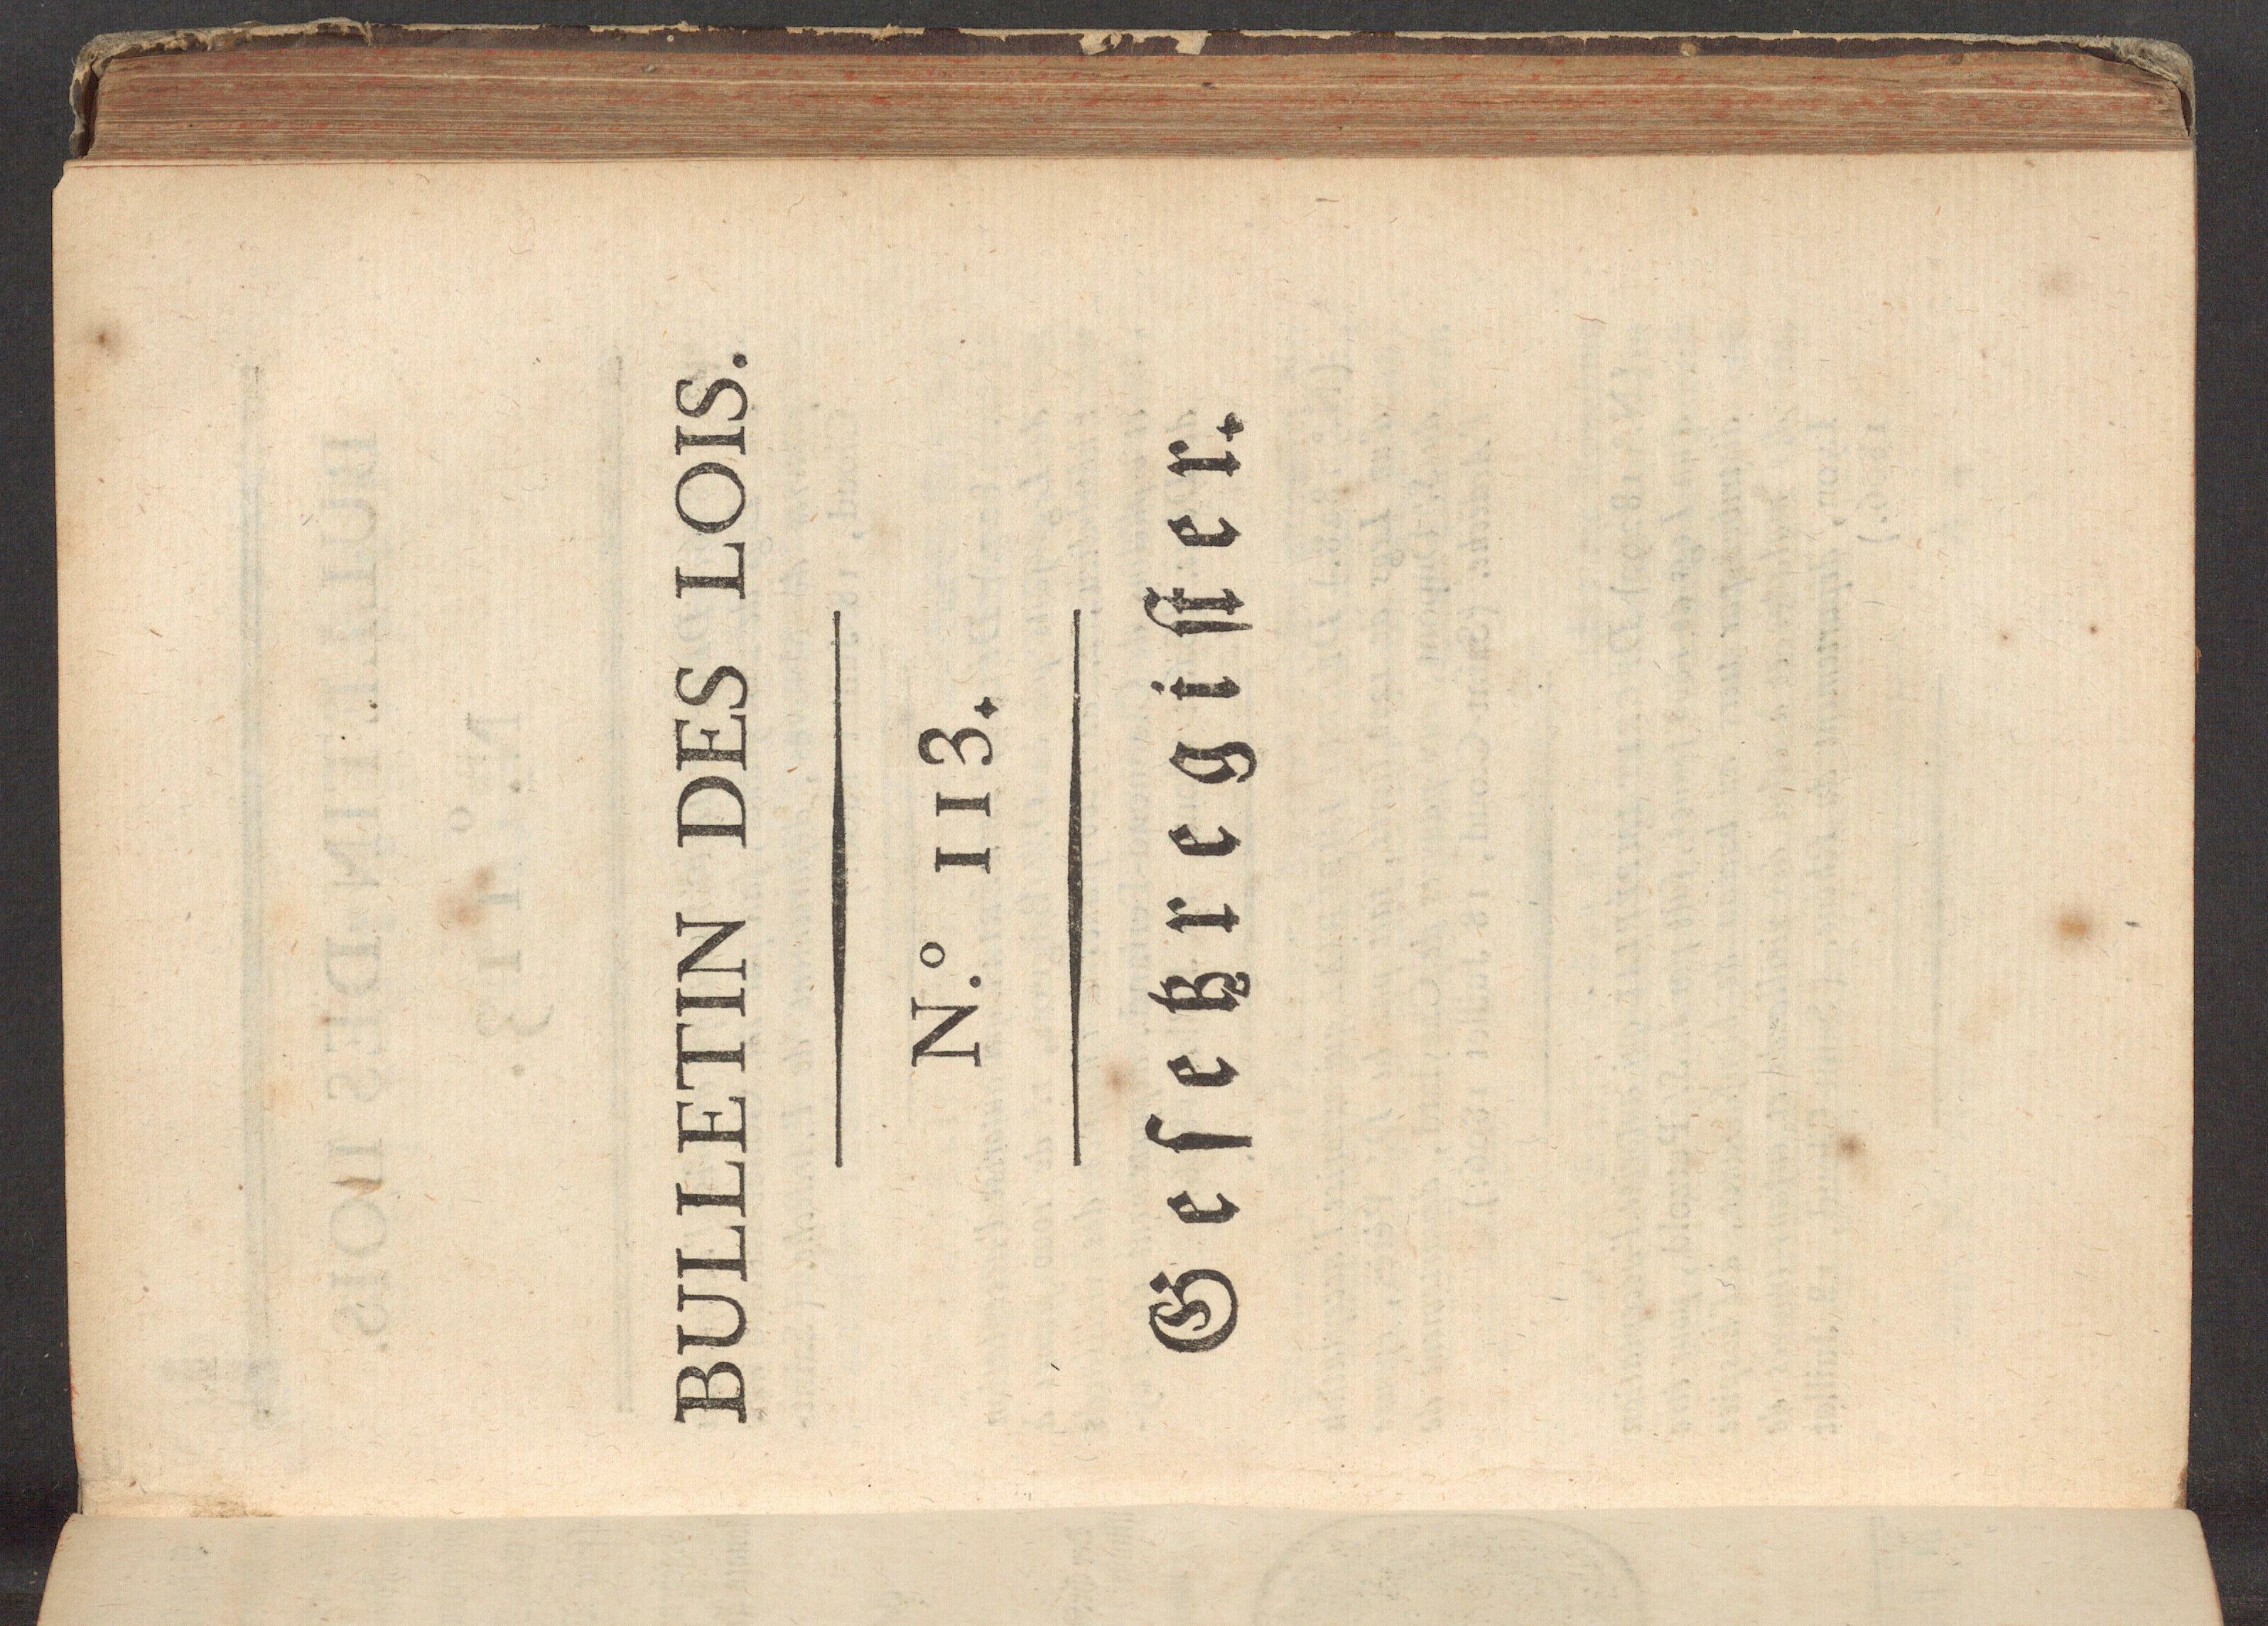 BULLETIN DES LOIS.
N.º 113.
Geſetzregiſter.